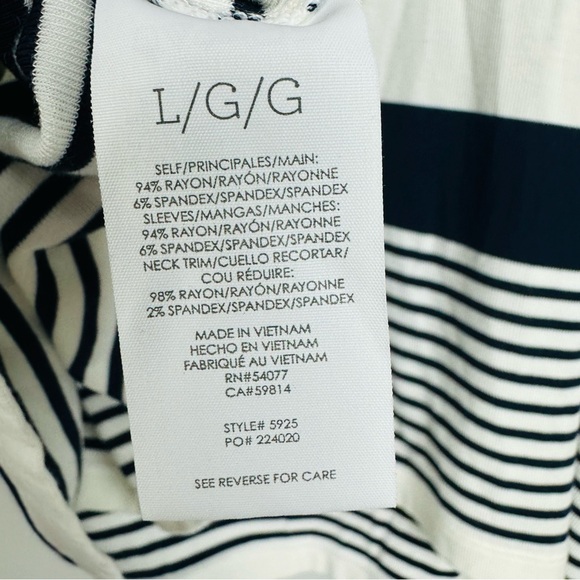 L/G/G
SELF/PRINCIPALES/MAIN:
94% RAYON/RAYÓN/RAYONNE
6% SPANDEX/SPANDEX/SPANDEX
SLEEVES/MANGAS/MANCHES:
94% RAYON/RAYÓN/RAYONNE
6% SPANDEX/SPANDEX/SPANDEX
NECK TRIM/CUELLO RECORTAR/
COU RÉDUIRE:
98% RAYON/RAYÓN/RAYONNE
2% SPANDEX/SPANDEX/SPANDEX
MADE IN VIETNAM
HECHO EN VIETNAM
FABRIQUÉ AU VIETNAM
RN#54077
CA#59814
STYLE# 5925
PO# 224020
SEE REVERSE FOR CARE